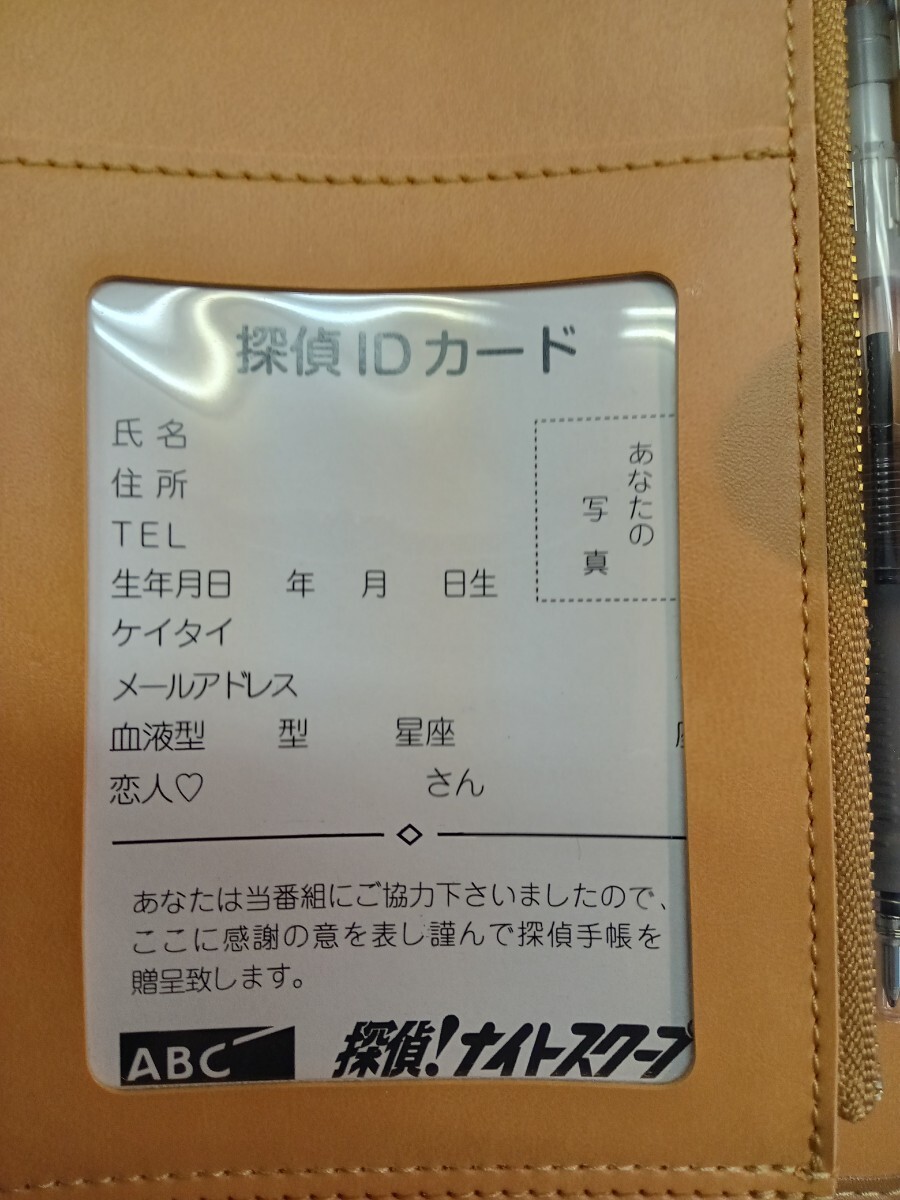 探偵IDカード
氏名
住所
TEL
あなたの
写真
生年月日 年 月 日生
ケイタイ
メールアドレス
血液型 型 星座
恋人♡ さん
あなたは当番組にご協力下さいましたので、
ここに感謝の意を表し謹んで探偵手帳を
贈呈致します。
ABC 探偵!ナイトスクープ